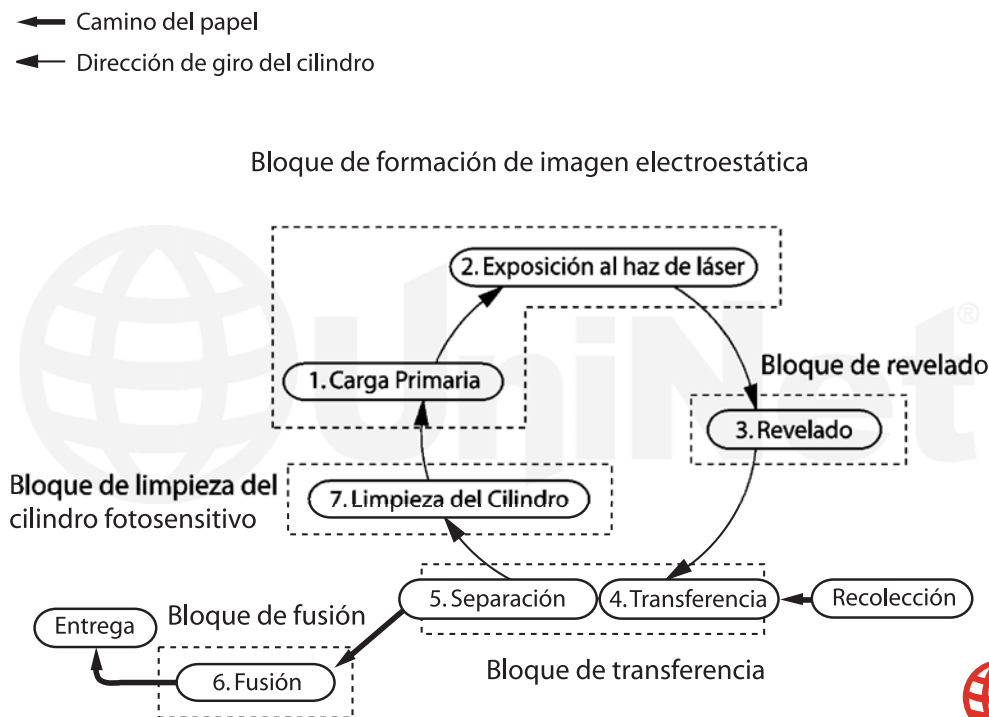 Camino del papel
Dirección de giro del cilindro
Bloque de formación de imagen electroestática
2. Exposición al haz de láser
UniNet®
1. Carga Primaria
Bloque de revelado
3. Revelado
Bloque de limpieza del
cilindro fotosensitivo
7. Limpieza del Cilindro
5. Separación
4. Transferencia
Recolección
Entrega
Bloque de fusión
6. Fusión
Bloque de transferencia